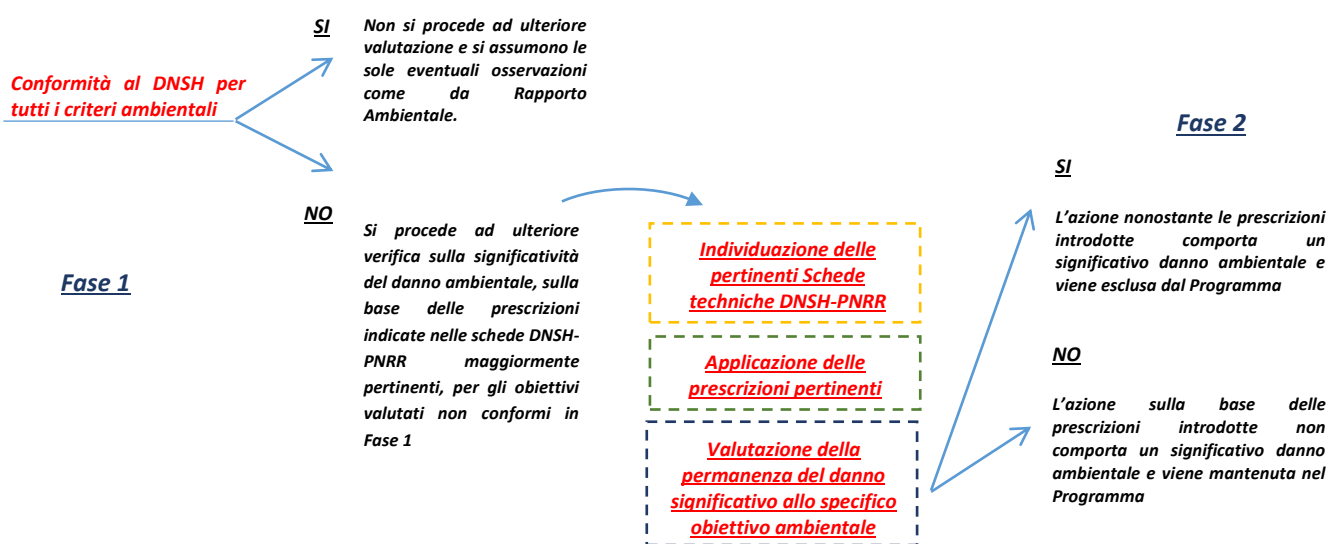 Conformità al DNSH per
tutti i criteri ambientali
SI
Non si procede ad ulteriore
valutazione e si assumono le
sole eventuali osservazioni
come da Rapporto
Ambientale.
Fase 1
NO
Si procede ad ulteriore
verifica sulla significatività
del danno ambientale, sulla
base delle prescrizioni
indicate nelle schede DNSH-
PNRR maggiormente
pertinenti, per gli obiettivi
valutati non conformi in
Fase 1
Individuazione delle
pertinenti Schede
techniche DNSH-PNRR
Applicazione delle
prescrizioni pertinenti
Valutazione della
permanenza del danno
significativo allo specifico
obiettivo ambientale
Fase 2
SI
L’azione nonostante le prescrizioni
introdotte comporta un
significativo danno ambientale e
viene esclusa dal Programma
NO
L’azione sulla base delle
prescrizioni introdotte non
comporta un significativo danno
ambientale e viene mantenuta nel
Programma